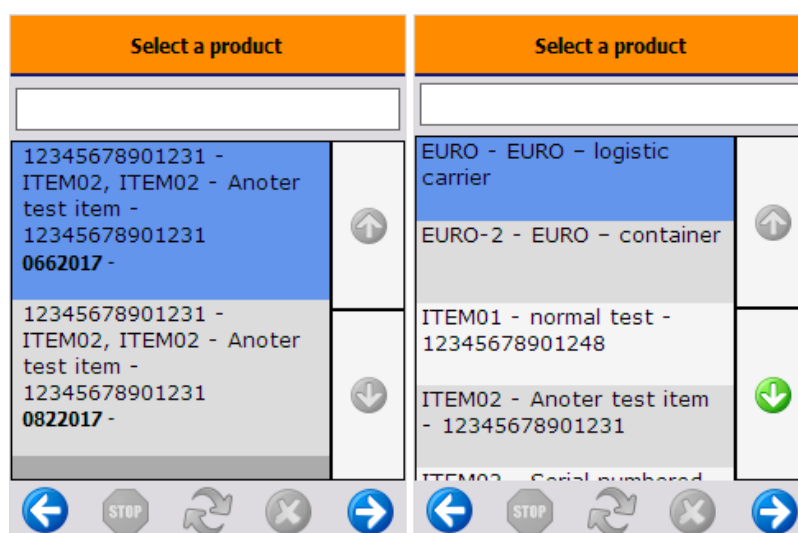 Select a product
12345678901231 -
ITEM02, ITEM02 - Anoter
test item -
12345678901231
0662017 -
12345678901231 -
ITEM02, ITEM02 - Anoter
test item -
12345678901231
0822017 -
STOP
Select a product
EURO - EURO – logistic
carrier
EURO-2 - EURO – container
ITEM01 - normal test -
12345678901248
ITEM02 - Anoter test item
- 12345678901231
STOP